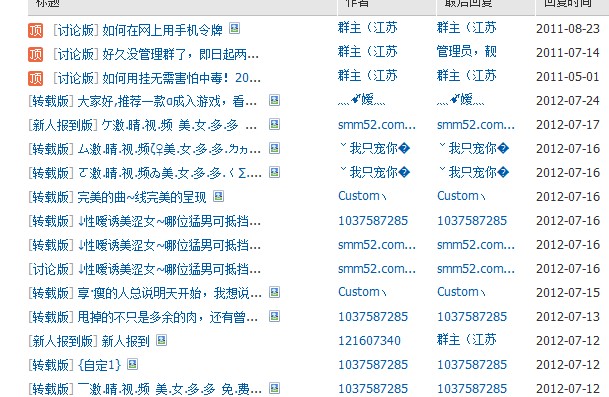 标题 作者 最后回复 回复时间
顶 [讨论版] 如何在网上用手机令牌 群主（江苏 群主（江苏 2011-08-23
顶 [讨论版] 好久没管理群了，即日起两... 群主（江苏 管理员，靓 2011-07-14
顶 [讨论版] 如何用挂无需害怕中毒！20... 群主（江苏 群主（江苏 2011-05-01
[转载版] 大家好,推荐一款α成入游戏，看... 灬➹嫒灬 灬➹嫒灬 2012-07-24
[新人报到版] ㄅ激.晴.视.频 美.女.多.多 ... smm52.com... smm52.com... 2012-07-17
[转载版] ㄙ激.晴.视.频美.女.多.多.ㄌㄉ... ˇ我只宠你 ˇ我只宠你 2012-07-16
[转载版] ㄛ激.晴.视.频ゐ美.女.多.多.ㄑ∑.... ˇ我只宠你 ˇ我只宠你 2012-07-16
[转载版] 完美的曲~线完美的呈现 Custom丶 Custom丶 2012-07-16
[转载版] ↓性嗳诱美涩女~哪位猛男可抵挡... 1037587285 1037587285 2012-07-16
[转载版] ↓性嗳诱美涩女~哪位猛男可抵挡... smm52.com... smm52.com... 2012-07-16
[讨论版] ↓性嗳诱美涩女~哪位猛男可抵挡... smm52.com... smm52.com... 2012-07-16
[转载版] 享·瘦的人总说明天开始，我想说... Custom丶 Custom丶 2012-07-15
[转载版] 甩掉的不只是多余的肉，还有曾... 1037587285 1037587285 2012-07-13
[新人报到版] 新人报到 121607340 群主（江苏 2012-07-12
[转载版] {自定1} 1037587285 1037587285 2012-07-12
[转载版] 激.晴.视.频 美.女.多.多 免.费... 1037587285 1037587285 2012-07-12